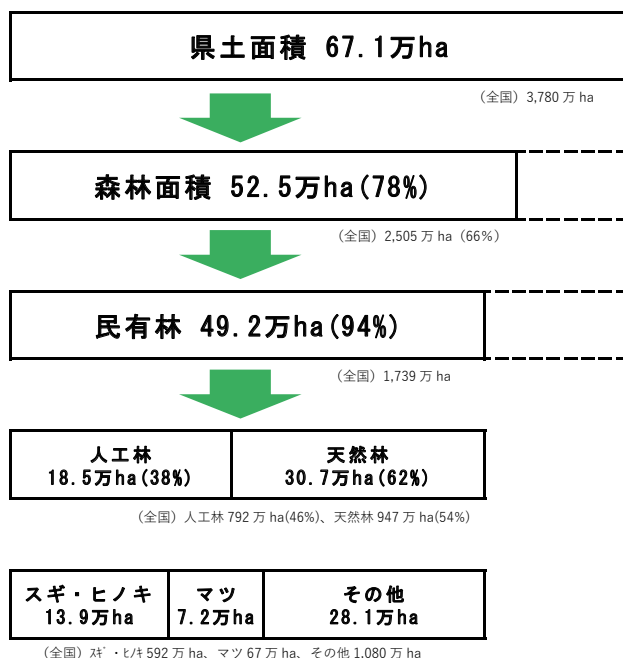 県土面積 67.1万ha
（全国）3,780 万 ha
森林面積 52.5万ha(78%)
（全国）2,505 万 ha（66%）
民有林 49.2万ha(94%)
（全国）1,739 万 ha
人工林
18.5万ha(38%)
天然林
30.7万ha(62%)
（全国）人工林 792 万 ha(46%)、天然林 947 万 ha(54%)
スギ・ヒノキ
13.9万ha
マツ
7.2万ha
その他
28.1万ha
（全国）ｽｷﾞ・ﾋﾉｷ 592 万 ha、マツ 67 万 ha、その他 1,080 万 ha